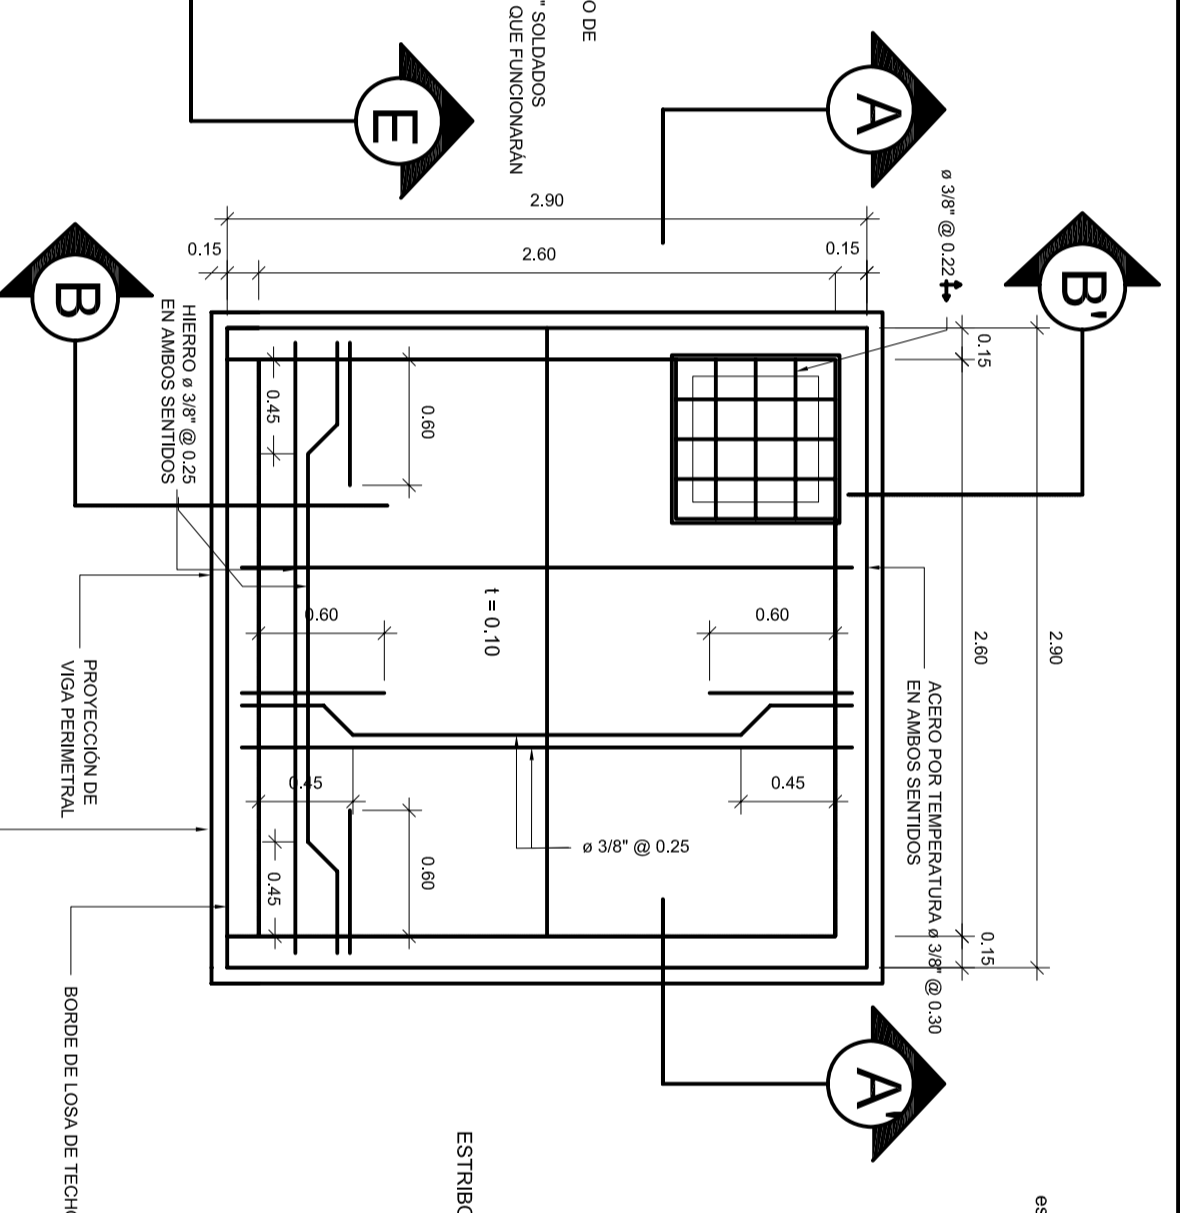 O DE
" SOLDADOS
QUE FUNCIONARÁN
E
A
B
B'
A'
2.90
2.60
0.15
0.15
ø 3/8" @ 0.22
0.15
2.60
0.15
2.90
HIERRO ø 3/8" @ 0.25
EN AMBOS SENTIDOS
0.45
0.60
t = 0.10
0.60
0.60
0.45
0.45
ø 3/8" @ 0.25
0.60
0.45
ACERO POR TEMPERATURA ø 3/8" @ 0.30
EN AMBOS SENTIDOS
PROYECCIÓN DE
VIGA PERIMETRAL
BORDE DE LOSA DE TECHO
ESTRIBO
es